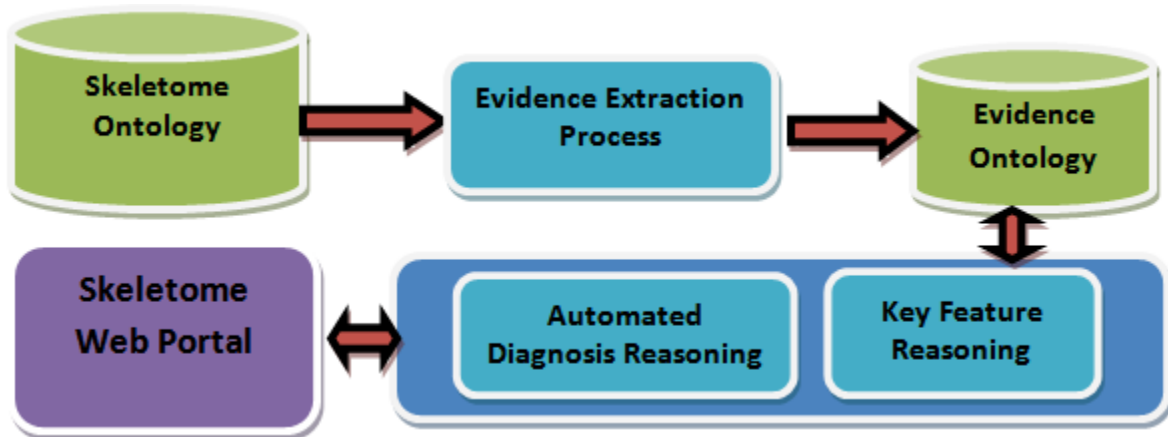 Skeletome
Ontology
Evidence Extraction
Process
Evidence
Ontology
Skeletome
Web Portal
Automated
Diagnosis Reasoning
Key Feature
Reasoning